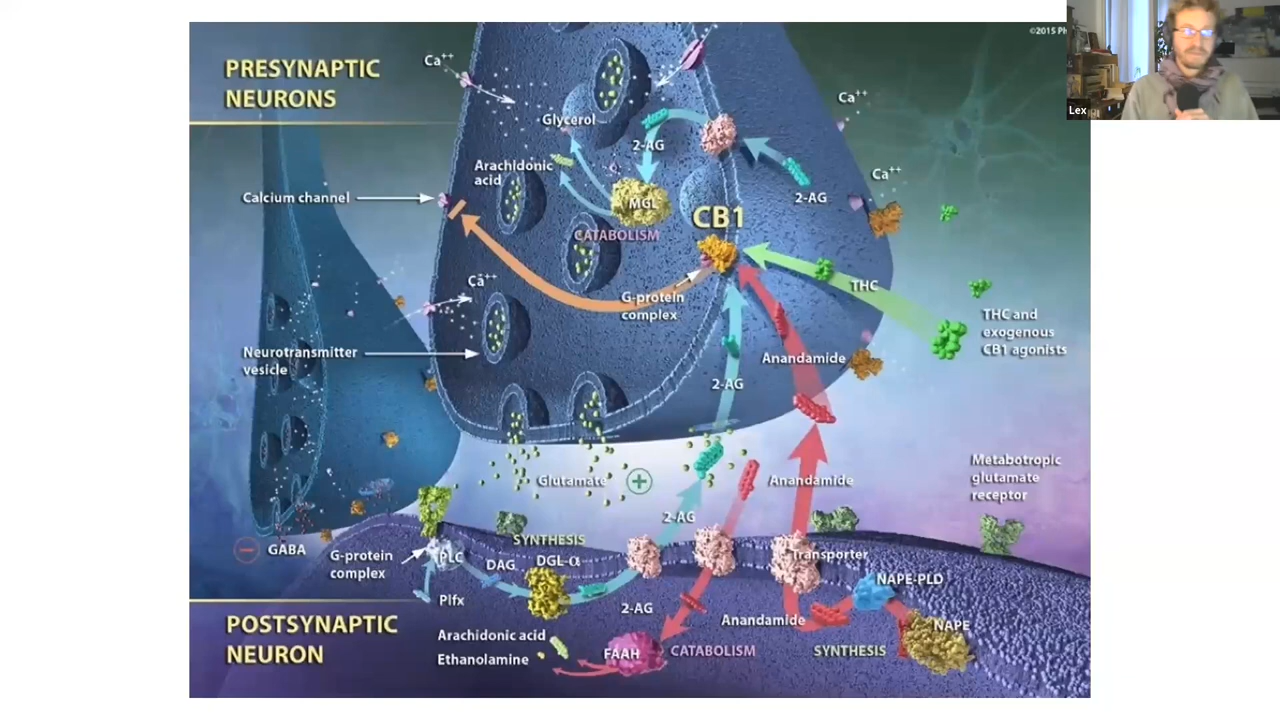 ©2015 Ph
Lex
PRESYNAPTIC
NEURONS
Ca++
Ca++
Glycerol
2-AG
Arachidonic
acid
Ca++
Calcium channel
MGL
2-AG
CB1
CATABOLISM
Ca++
G-protein
complex
THC
THC and
exogenous
CB1 agonists
Neurotransmitter
vesicle
Anandamide
2-AG
Metabotropic
glutamate
receptor
Glutamate
+
Anandamide
2-AG
SYNTHESIS
−
GABA
G-protein
complex
PLC
DAG
DGL-α
Transporter
NAPE-PLD
PIfx
2-AG
Anandamide
NAPE
POSTSYNAPTIC
NEURON
Arachidonic acid
Ethanolamine
FAAH
CATABOLISM
SYNTHESIS